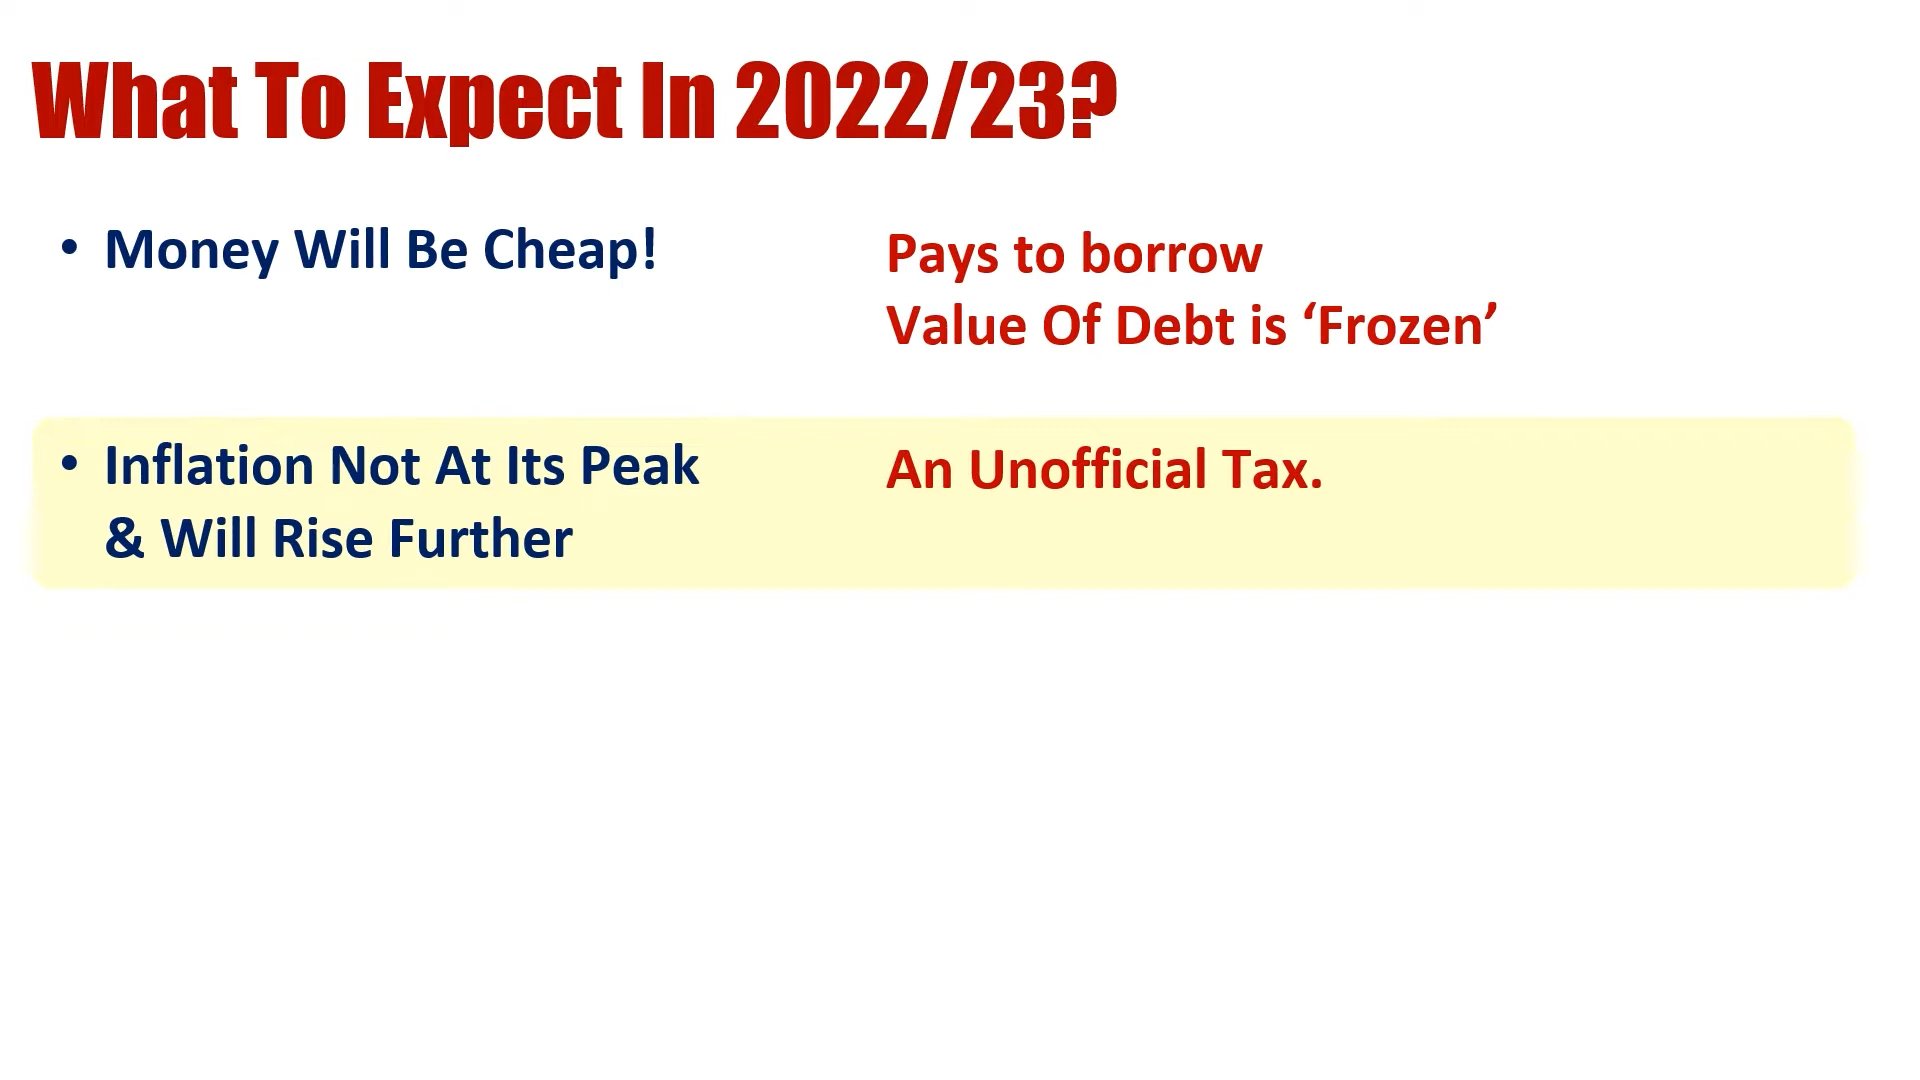 What To Expect In 2022/23?
• Money Will Be Cheap!
Pays to borrow
Value Of Debt is ‘Frozen’
• Inflation Not At Its Peak
& Will Rise Further
An Unofficial Tax.